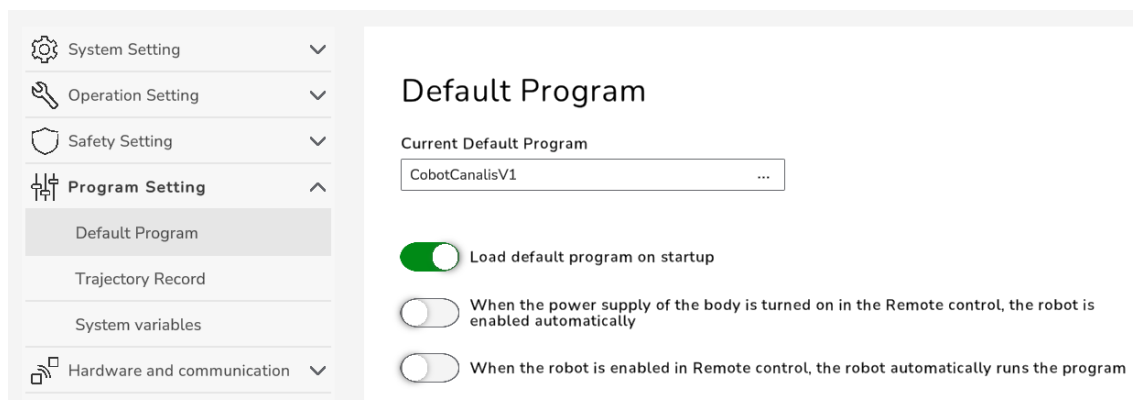 System Setting
Operation Setting
Safety Setting
Program Setting
Default Program
Trajectory Record
System variables
Hardware and communication
Default Program
Current Default Program
CobotCanalisV1 ...
Load default program on startup
When the power supply of the body is turned on in the Remote control, the robot is
enabled automatically
When the robot is enabled in Remote control, the robot automatically runs the program